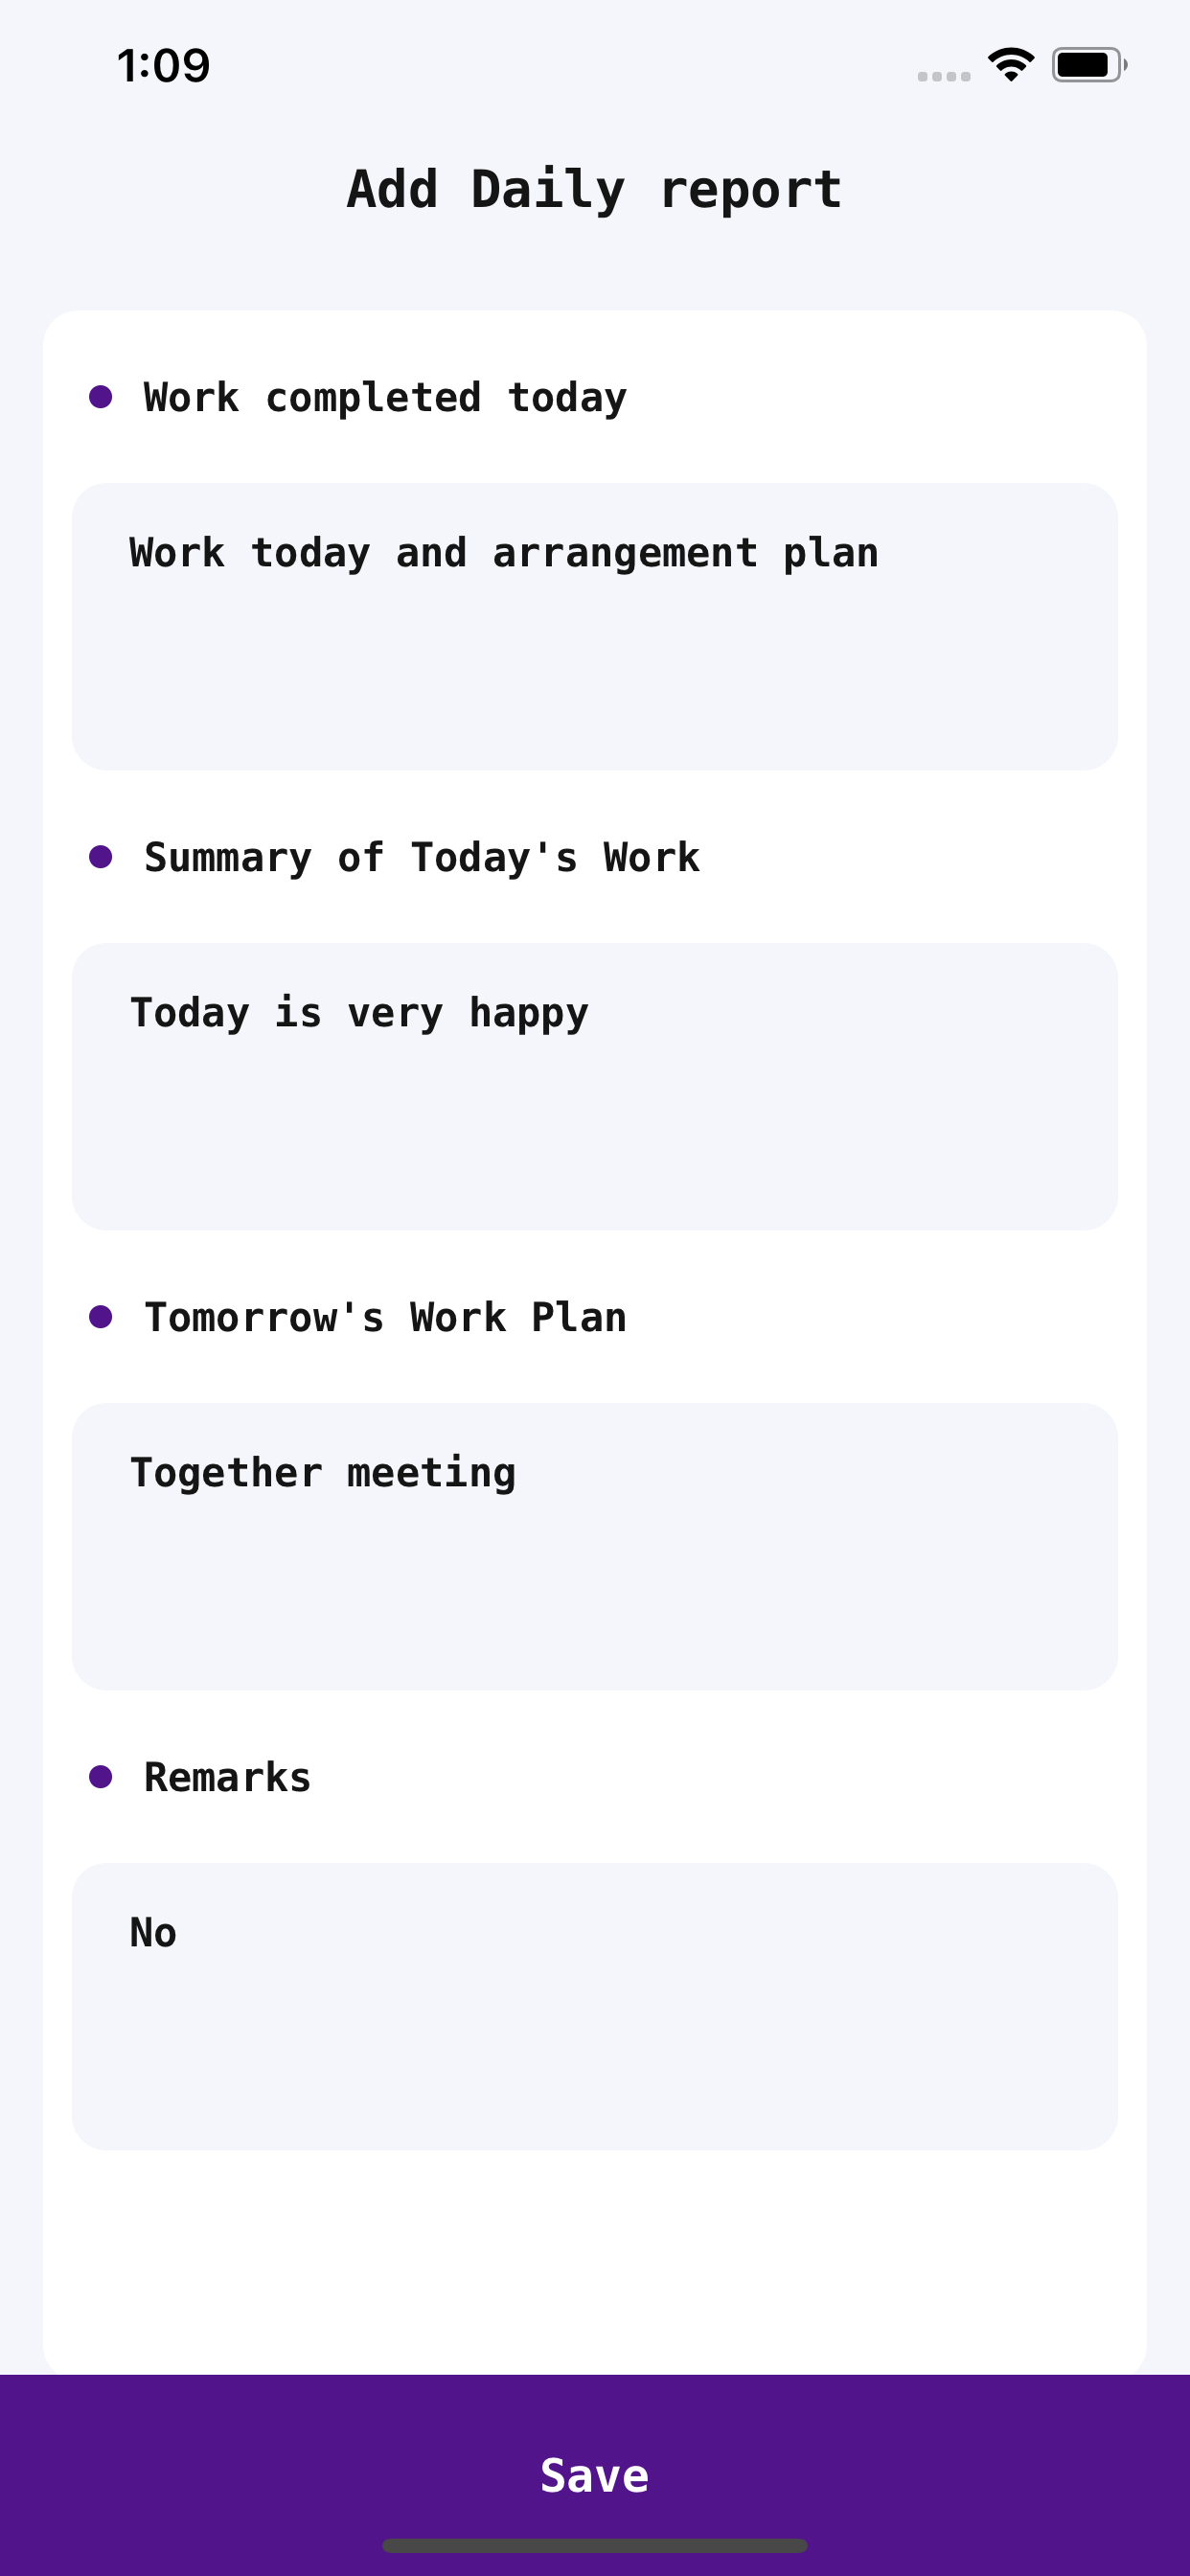 1:09
Add Daily report
Work completed today
Work today and arrangement plan
Summary of Today's Work
Today is very happy
Tomorrow's Work Plan
Together meeting
Remarks
No
Save